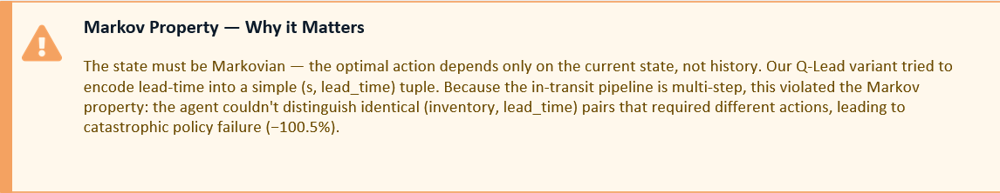 Markov Property — Why it Matters
The state must be Markovian — the optimal action depends only on the current state, not history. Our Q-Lead variant tried to
encode lead-time into a simple (s, lead_time) tuple. Because the in-transit pipeline is multi-step, this violated the Markov
property: the agent couldn't distinguish identical (inventory, lead_time) pairs that required different actions, leading to
catastrophic policy failure (−100.5%).